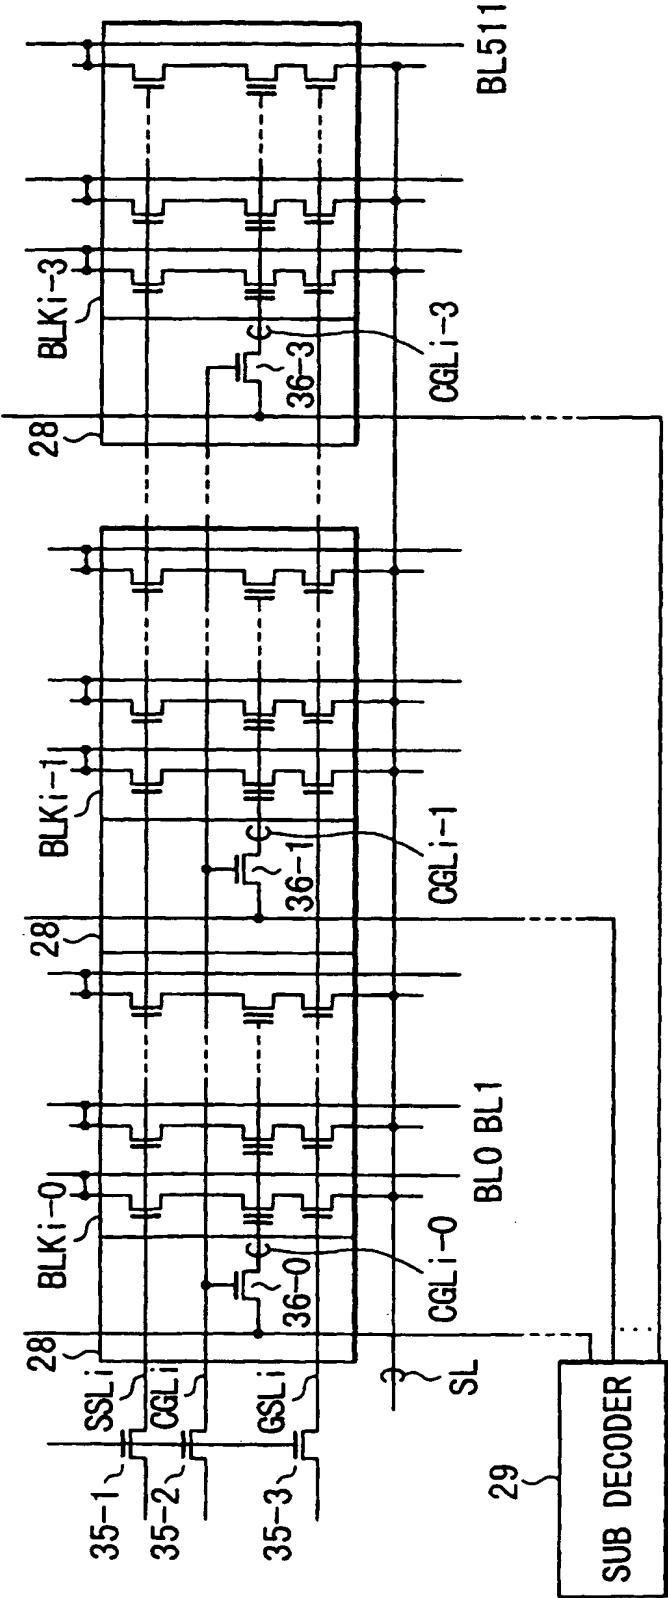 35-1
35-2
35-3
SSLi
CGLi
GSLi
28
BLKi-0
28
BLKi-1
28
BLKi-3
36-0
36-1
36-3
CGLi-0
CGLi-1
CGLi-3
BL0 BL1
BL511
SL
29
SUB DECODER